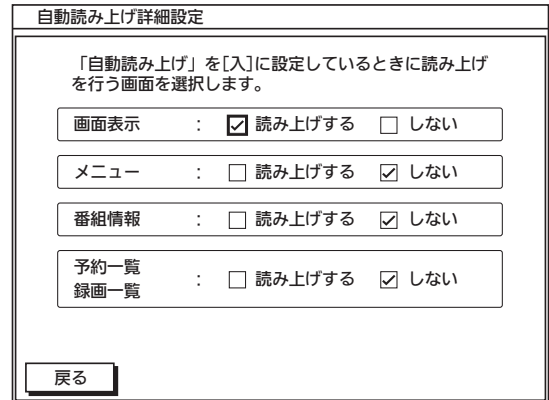 自動読み上げ詳細設定
「自動読み上げ」を[入]に設定しているときに読み上げ
を行う画面を選択します。
画面表示 : ☑ 読み上げする ☐ しない
メニュー : ☐ 読み上げする ☑ しない
番組情報 : ☐ 読み上げする ☑ しない
予約一覧
録画一覧 : ☐ 読み上げする ☑ しない
戻る